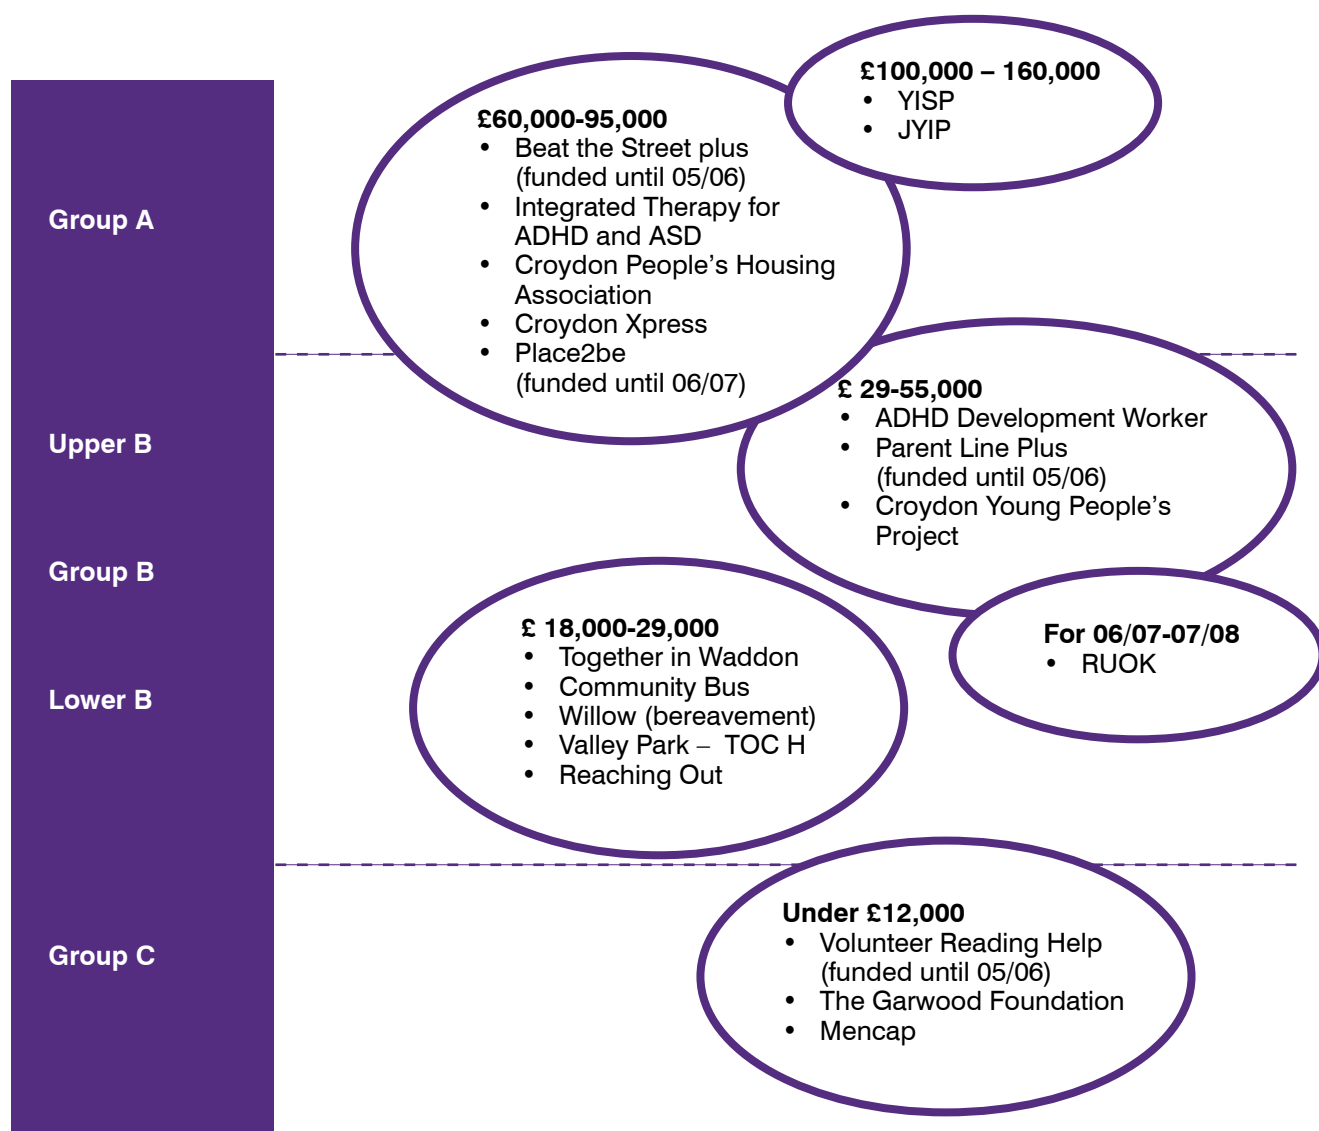 £100,000 – 160,000
• YISP
• JYIP
£60,000-95,000
• Beat the Street plus
(funded until 05/06)
• Integrated Therapy for
ADHD and ASD
• Croydon People’s Housing
Association
• Croydon Xpress
• Place2be
(funded until 06/07)
Group A
£ 29-55,000
• ADHD Development Worker
• Parent Line Plus
(funded until 05/06)
• Croydon Young People’s
Project
Upper B
Group B
£ 18,000-29,000
• Together in Waddon
• Community Bus
• Willow (bereavement)
• Valley Park – TOC H
• Reaching Out
For 06/07-07/08
• RUOK
Lower B
Under £12,000
• Volunteer Reading Help
(funded until 05/06)
• The Garwood Foundation
• Mencap
Group C